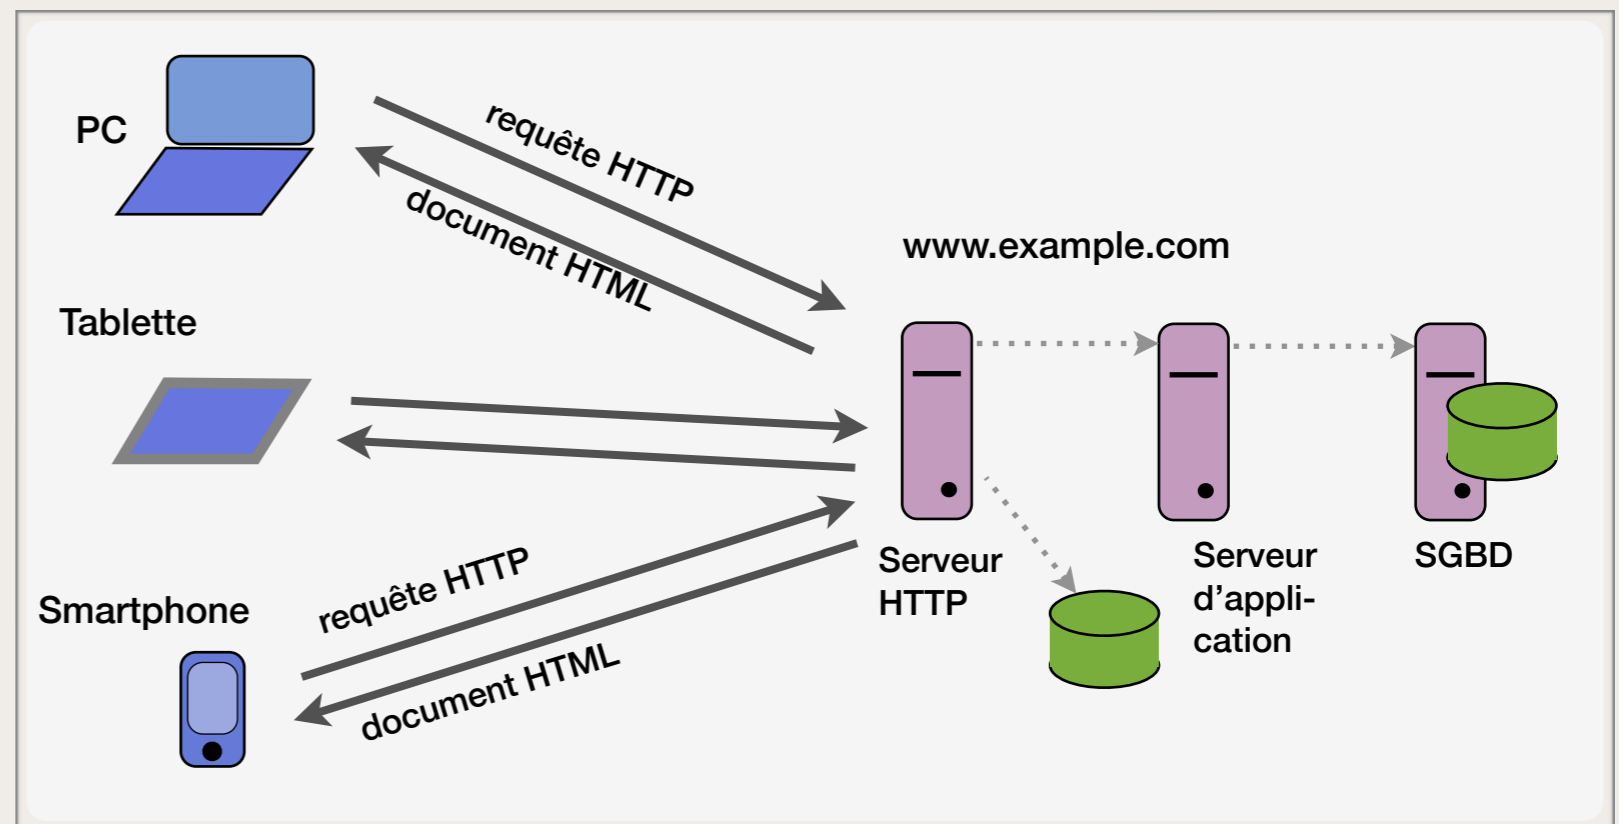 PC
requête HTTP
document HTML
www.example.com
Tablette
Serveur
HTTP
Serveur
d’appli-
cation
SGBD
Smartphone
requête HTTP
document HTML